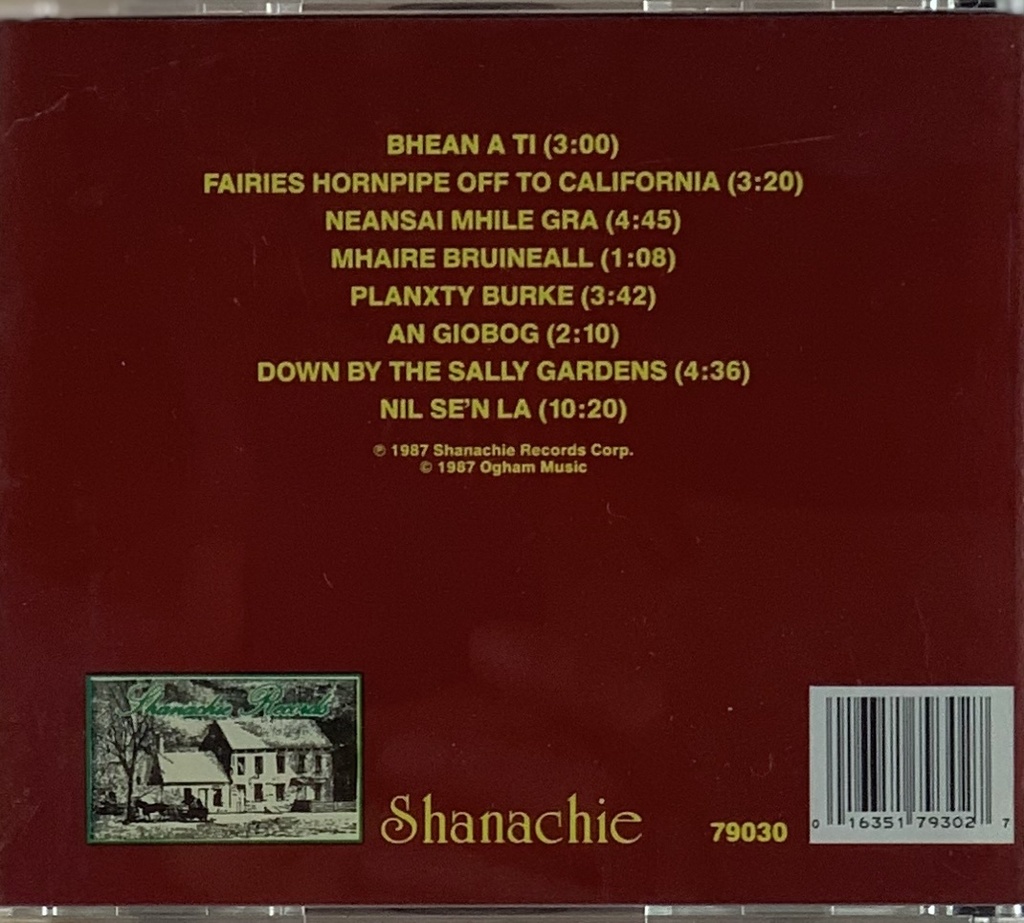 BHEAN A TI (3:00)
FAIRIES HORNPIPE OFF TO CALIFORNIA (3:20)
NEANSAI MHILE GRA (4:45)
MHAIRE BRUINEALL (1:08)
PLANXTY BURKE (3:42)
AN GIOBOG (2:10)
DOWN BY THE SALLY GARDENS (4:36)
NIL SE'N LA (10:20)
℗ 1987 Shanachie Records Corp.
© 1987 Ogham Music
Shanachie Records
Shanachie
79030
0 16351 79302 7